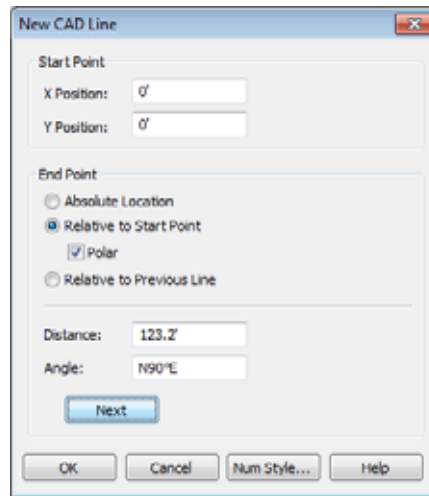 New CAD Line
Start Point
X Position: 0'
Y Position: 0'
End Point
Absolute Location
Relative to Start Point
Polar
Relative to Previous Line
Distance: 123.2'
Angle: N90°E
Next
OK Cancel Num Style... Help